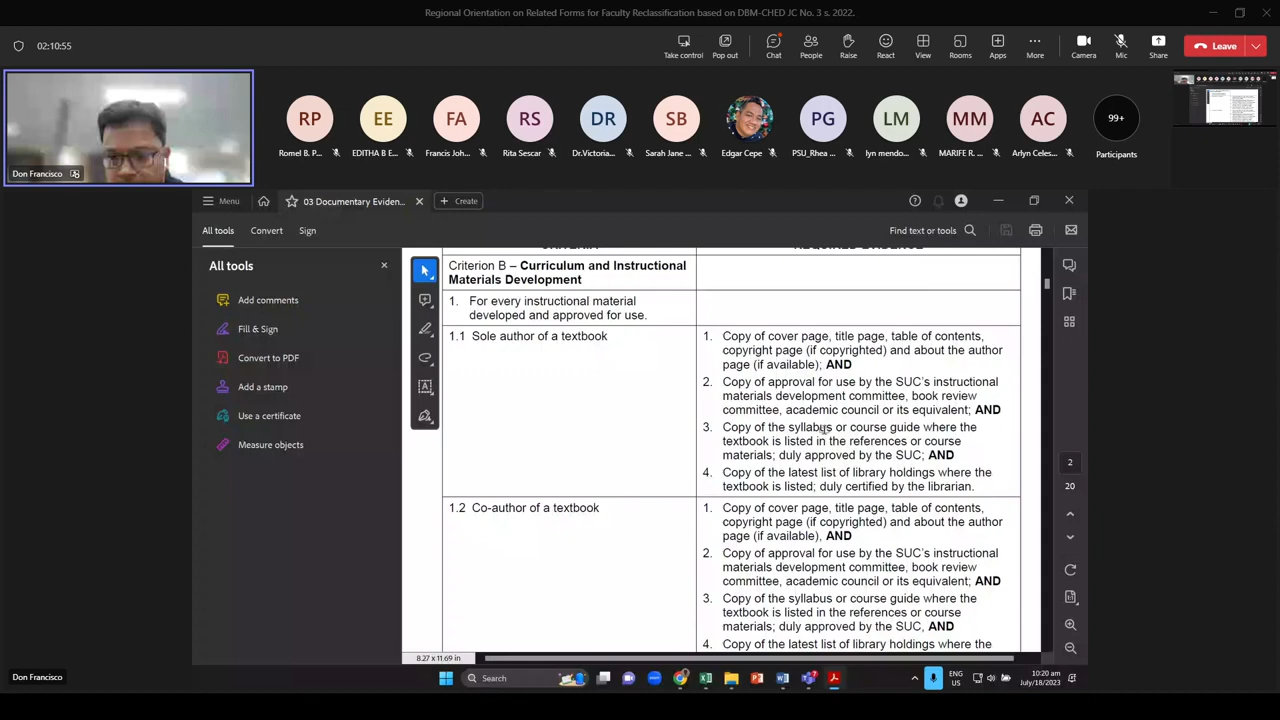 Regional Orientation on Related Forms for Faculty Reclassification based on DBM-CHED JC No. 3 s. 2022.
02:10:55
Take control
Pop out
Chat
People
Raise
React
View
Rooms
Apps
More
Camera
Mic
Share
Leave
Don Francisco
RP
EE
FA
RS
DR
SB
PG
LM
MM
AC
99+
Romel B. P...
EDITHA B E...
Francis Joh...
Rita Sescar
Dr.Victoria...
Sarah Jane ...
Edgar Cepe
PSU_Rhea ...
lyn mendo...
MARIFE R. ...
Arlyn Celes...
Participants
Menu
03 Documentary Eviden...
Create
All tools
Convert
Sign
Find text or tools
All tools
Add comments
Fill & Sign
Convert to PDF
Add a stamp
Use a certificate
Measure objects
Criterion B – Curriculum and Instructional
Materials Development
1. For every instructional material
developed and approved for use.
1.1 Sole author of a textbook
1. Copy of cover page, title page, table of contents,
copyright page (if copyrighted) and about the author
page (if available); AND
2. Copy of approval for use by the SUC's instructional
materials development committee, book review
committee, academic council or its equivalent; AND
3. Copy of the syllabus or course guide where the
textbook is listed in the references or course
materials; duly approved by the SUC; AND
4. Copy of the latest list of library holdings where the
textbook is listed; duly certified by the librarian.
1.2 Co-author of a textbook
1. Copy of cover page, title page, table of contents,
copyright page (if copyrighted) and about the author
page (if available), AND
2. Copy of approval for use by the SUC's instructional
materials development committee, book review
committee, academic council or its equivalent; AND
3. Copy of the syllabus or course guide where the
textbook is listed in the references or course
materials; duly approved by the SUC, AND
4. Copy of the latest list of library holdings where the
2
20
8.27 x 11.69 in
Don Francisco
Search
ENG
US
10:20 am
July/18/2023